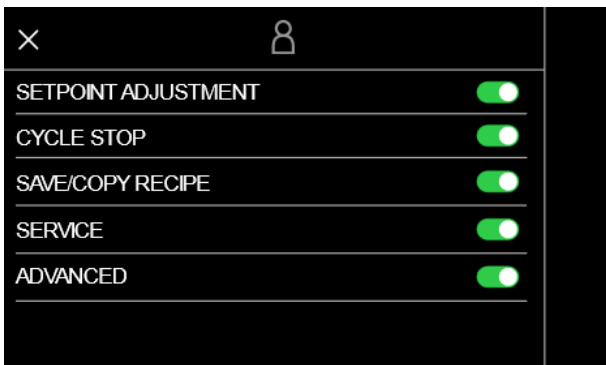 SETPOINT ADJUSTMENT
CYCLE STOP
SAVE/COPY RECIPE
SERVICE
ADVANCED